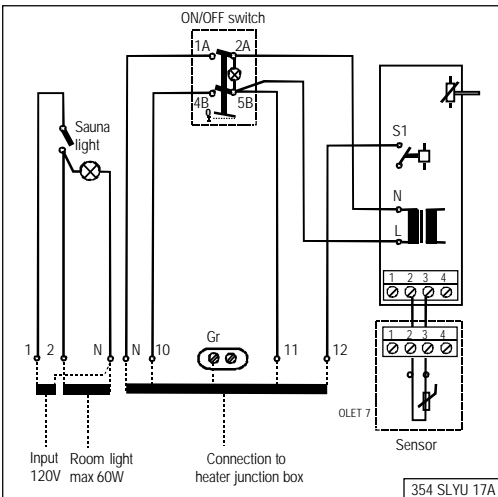 ON/OFF switch
1A 2A
4B 5B
Sauna
light
S1
N
L
1 2 3 4
1 2 3 4
OLET 7
Sensor
1 2 N N 10 Gr 11 12
Input
120V
Room light
max 60W
Connection to
heater junction box
354 SLYU 17A